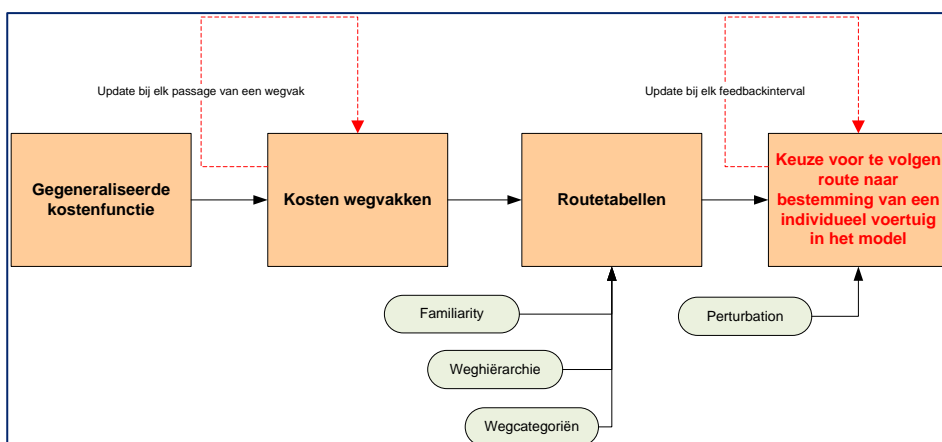 Update bij elk passage van een wegvak
Update bij elk feedbackinterval
Gegeneraliseerde
kostenfunctie
Kosten wegvakken
Routetabellen
Keuze voor te volgen
route naar
bestemming van een
individueel voertuig
in het model
Familiarity
Perturbation
Weghiërarchie
Wegcategoriën